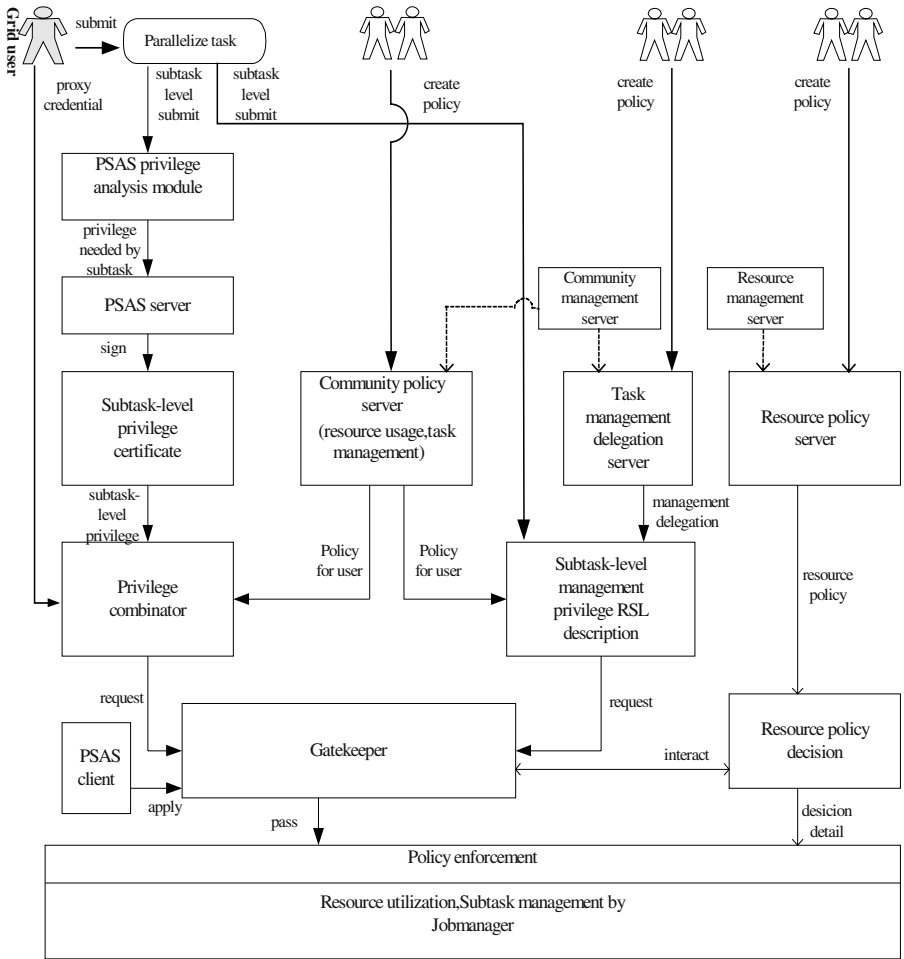 Grid user
submit
Parallelize task
proxy
credential
subtask
level
submit
subtask
level
submit
create
policy
create
policy
create
policy
PSAS privilege
analysis module
privilege
needed by
subtask
PSAS server
Community
management
server
Resource
management
server
sign
Subtask-level
privilege
certificate
Community policy
server
(resource usage,task
management)
Task
management
delegation
server
Resource policy
server
subtask-
level
privilege
management
delegation
Policy
for user
Policy
for user
Privilege
combinator
Subtask-level
management
privilege RSL
description
resource
policy
request
request
PSAS
client
Gatekeeper
Resource policy
decision
interact
apply
pass
desicion
detail
Policy enforcement
Resource utilization,Subtask management by
Jobmanager